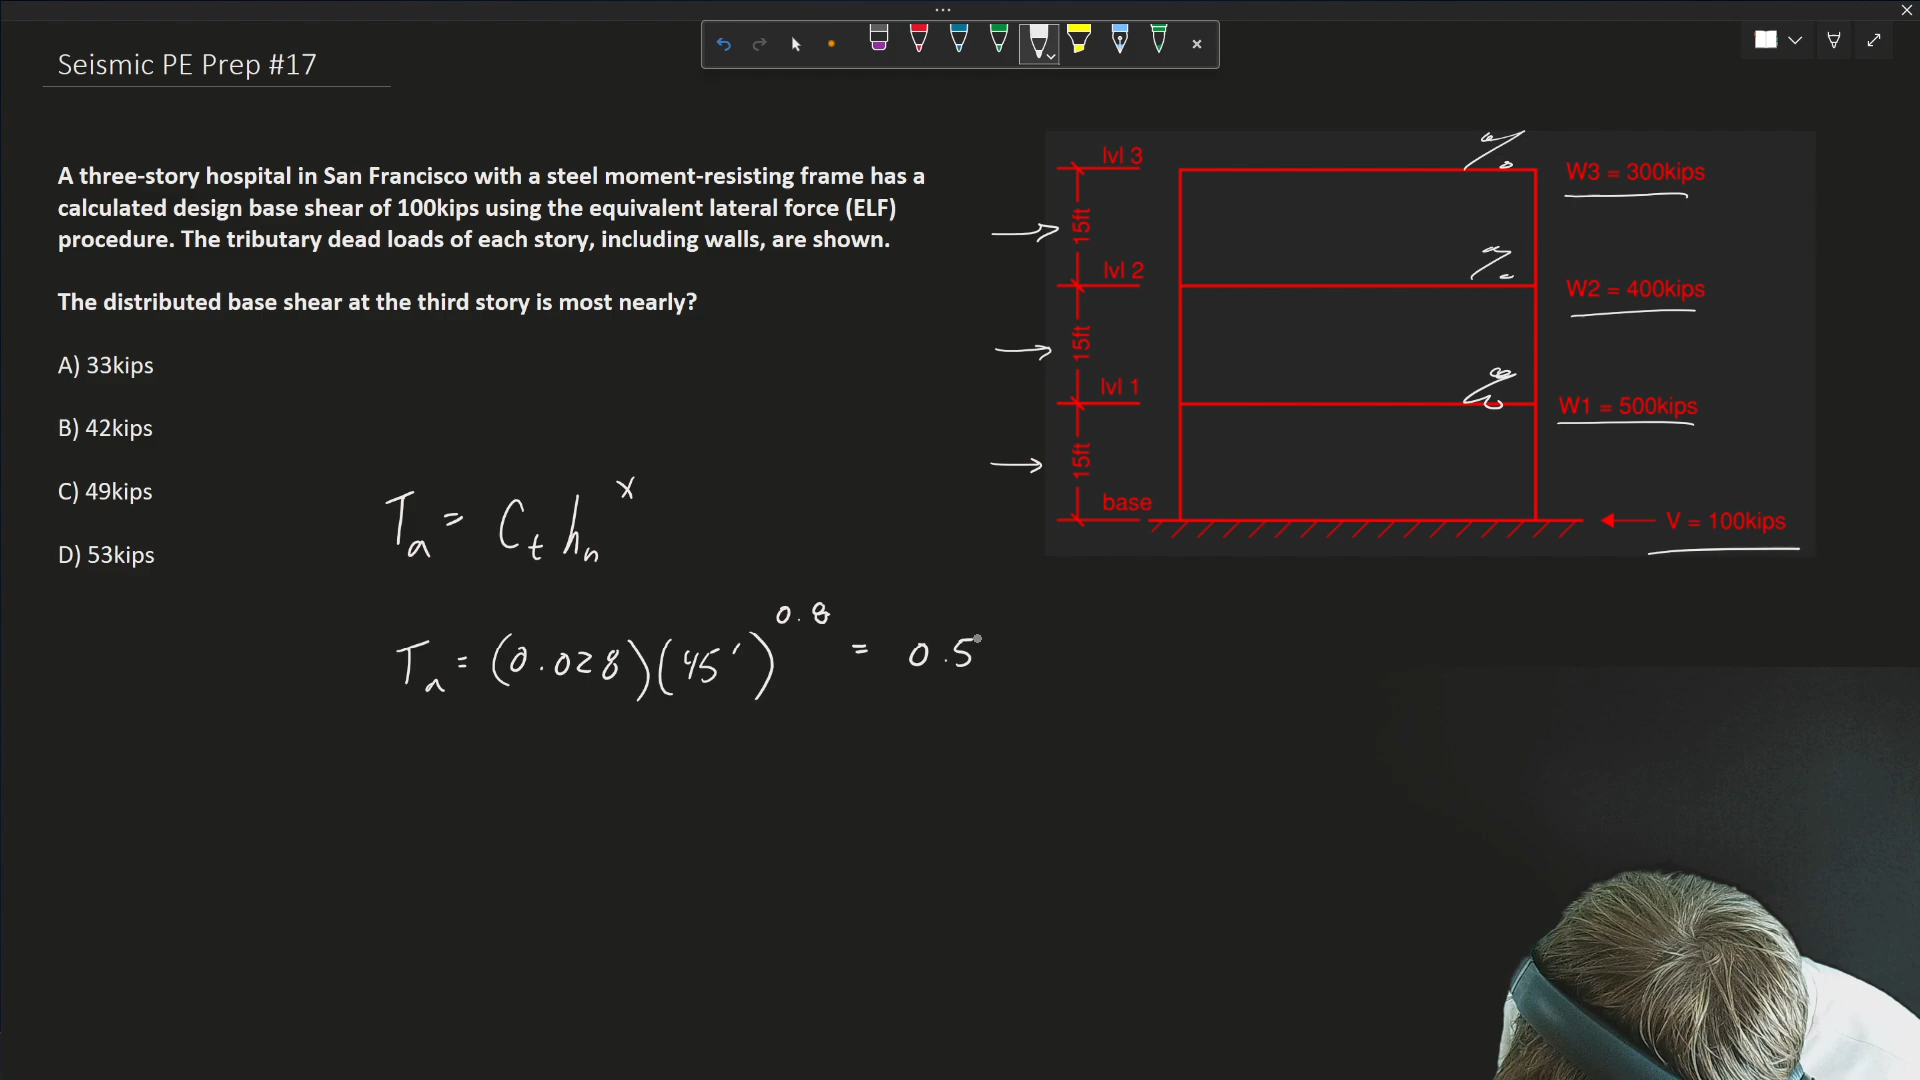 Seismic PE Prep #17
A three-story hospital in San Francisco with a steel moment-resisting frame has a
calculated design base shear of 100kips using the equivalent lateral force (ELF)
procedure. The tributary dead loads of each story, including walls, are shown.
The distributed base shear at the third story is most nearly?
A) 33kips
B) 42kips
C) 49kips
D) 53kips
lvl 3
W3 = 300kips
15ft
lvl 2
W2 = 400kips
15ft
lvl 1
W1 = 500kips
15ft
base
V = 100kips
Ta = Ct hn^x
Ta = (0.028)(45')^0.8 = 0.5